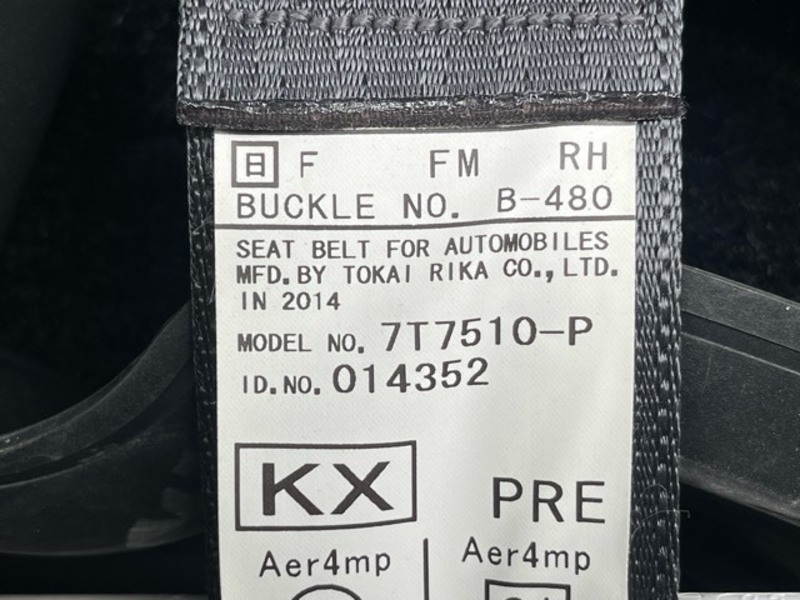 日 F FM RH
BUCKLE NO. B-480
SEAT BELT FOR AUTOMOBILES
MFD. BY TOKAI RIKA CO., LTD.
IN 2014
MODEL NO. 7T7510-P
ID.NO. 014352
KX PRE
Aer4mp Aer4mp